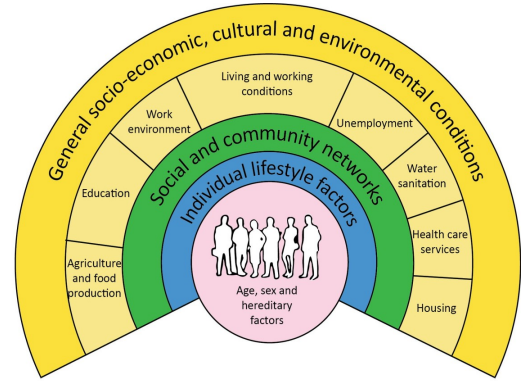 General socio-economic, cultural and environmental conditions
Living and working
conditions
Work
environment
Unemployment
Education
Water
sanitation
Agriculture
and food
production
Health care
services
Housing
Social and community networks
Individual lifestyle factors
Age, sex and
hereditary
factors